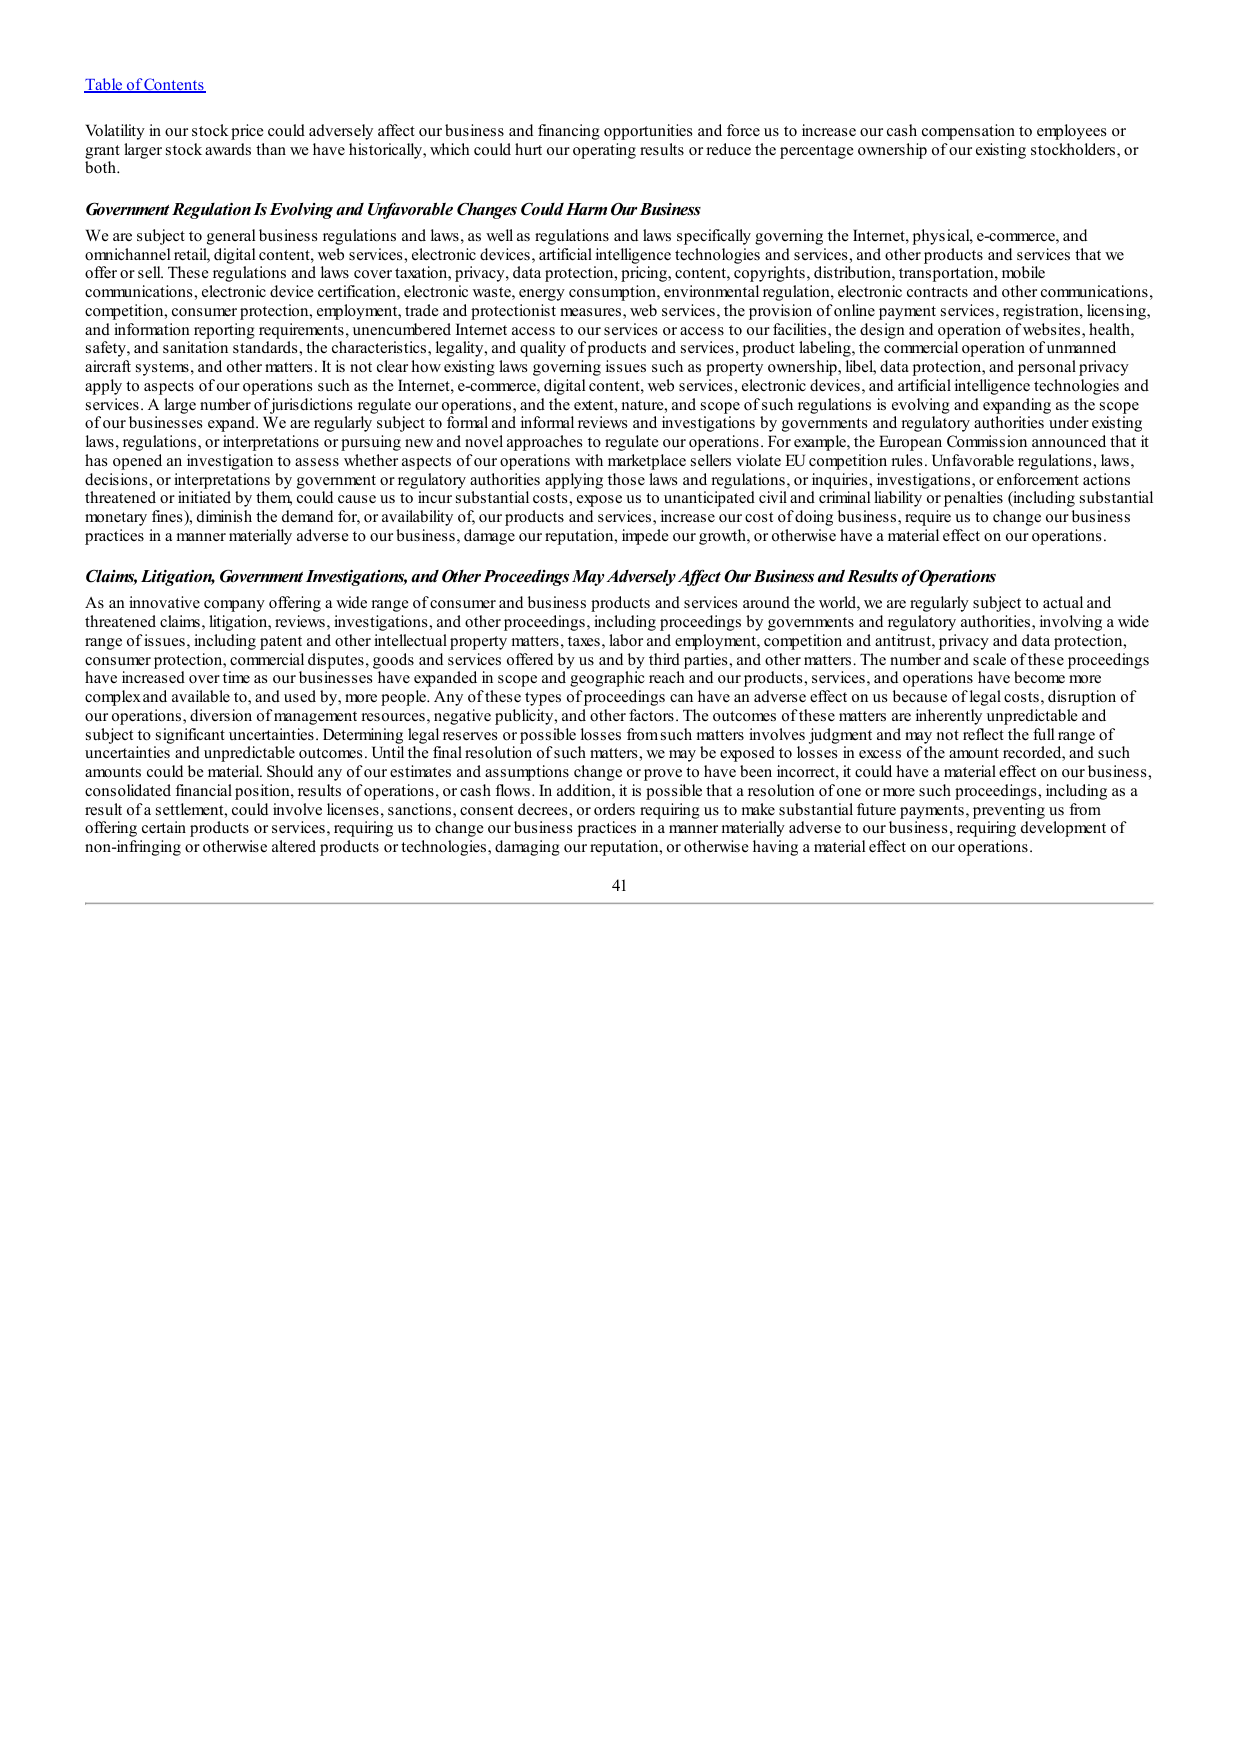 Table of Contents
Volatility in our stock price could adversely affect our business and financing opportunities and force us to increase our cash compensation to employees or
grant larger stock awards than we have historically, which could hurt our operating results or reduce the percentage ownership of our existing stockholders, or
both.
Government Regulation Is Evolving and Unfavorable Changes Could Harm Our Business
We are subject to general business regulations and laws, as well as regulations and laws specifically governing the Internet, physical, e-commerce, and
omnichannel retail, digital content, web services, electronic devices, artificial intelligence technologies and services, and other products and services that we
offer or sell. These regulations and laws cover taxation, privacy, data protection, pricing, content, copyrights, distribution, transportation, mobile
communications, electronic device certification, electronic waste, energy consumption, environmental regulation, electronic contracts and other communications,
competition, consumer protection, employment, trade and protectionist measures, web services, the provision of online payment services, registration, licensing,
and information reporting requirements, unencumbered Internet access to our services or access to our facilities, the design and operation of websites, health,
safety, and sanitation standards, the characteristics, legality, and quality of products and services, product labeling, the commercial operation of unmanned
aircraft systems, and other matters. It is not clear how existing laws governing issues such as property ownership, libel, data protection, and personal privacy
apply to aspects of our operations such as the Internet, e-commerce, digital content, web services, electronic devices, and artificial intelligence technologies and
services. A large number of jurisdictions regulate our operations, and the extent, nature, and scope of such regulations is evolving and expanding as the scope
of our businesses expand. We are regularly subject to formal and informal reviews and investigations by governments and regulatory authorities under existing
laws, regulations, or interpretations or pursuing new and novel approaches to regulate our operations. For example, the European Commission announced that it
has opened an investigation to assess whether aspects of our operations with marketplace sellers violate EU competition rules. Unfavorable regulations, laws,
decisions, or interpretations by government or regulatory authorities applying those laws and regulations, or inquiries, investigations, or enforcement actions
threatened or initiated by them, could cause us to incur substantial costs, expose us to unanticipated civil and criminal liability or penalties (including substantial
monetary fines), diminish the demand for, or availability of, our products and services, increase our cost of doing business, require us to change our business
practices in a manner materially adverse to our business, damage our reputation, impede our growth, or otherwise have a material effect on our operations.
Claims, Litigation, Government Investigations, and Other Proceedings May Adversely Affect Our Business and Results of Operations
As an innovative company offering a wide range of consumer and business products and services around the world, we are regularly subject to actual and
threatened claims, litigation, reviews, investigations, and other proceedings, including proceedings by governments and regulatory authorities, involving a wide
range of issues, including patent and other intellectual property matters, taxes, labor and employment, competition and antitrust, privacy and data protection,
consumer protection, commercial disputes, goods and services offered by us and by third parties, and other matters. The number and scale of these proceedings
have increased over time as our businesses have expanded in scope and geographic reach and our products, services, and operations have become more
complex and available to, and used by, more people. Any of these types of proceedings can have an adverse effect on us because of legal costs, disruption of
our operations, diversion of management resources, negative publicity, and other factors. The outcomes of these matters are inherently unpredictable and
subject to significant uncertainties. Determining legal reserves or possible losses from such matters involves judgment and may not reflect the full range of
uncertainties and unpredictable outcomes. Until the final resolution of such matters, we may be exposed to losses in excess of the amount recorded, and such
amounts could be material. Should any of our estimates and assumptions change or prove to have been incorrect, it could have a material effect on our business,
consolidated financial position, results of operations, or cash flows. In addition, it is possible that a resolution of one or more such proceedings, including as a
result of a settlement, could involve licenses, sanctions, consent decrees, or orders requiring us to make substantial future payments, preventing us from
offering certain products or services, requiring us to change our business practices in a manner materially adverse to our business, requiring development of
non-infringing or otherwise altered products or technologies, damaging our reputation, or otherwise having a material effect on our operations.
41